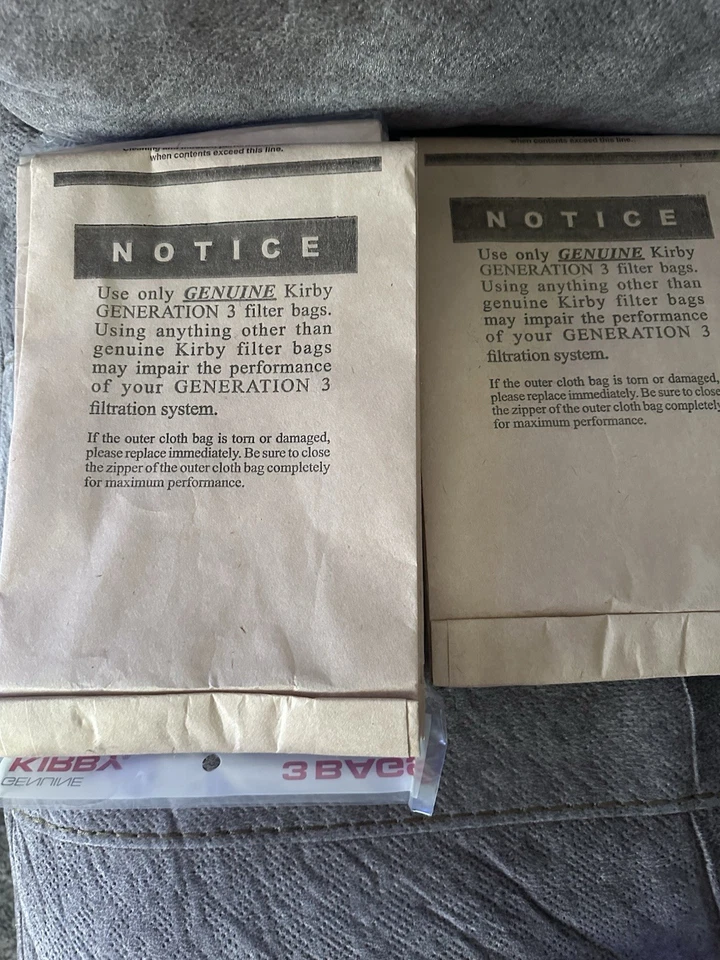 when contents exceed this line.
NOTICE
Use only GENUINE Kirby
GENERATION 3 filter bags.
Using anything other than
genuine Kirby filter bags
may impair the performance
of your GENERATION 3
filtration system.
If the outer cloth bag is torn or damaged,
please replace immediately. Be sure to close
the zipper of the outer cloth bag completely
for maximum performance.
when contents exceed this line.
NOTICE
Use only GENUINE Kirby
GENERATION 3 filter bags.
Using anything other than
genuine Kirby filter bags
may impair the performance
of your GENERATION 3
filtration system.
If the outer cloth bag is torn or damaged,
please replace immediately. Be sure to close
the zipper of the outer cloth bag completely
for maximum performance.
KIRBY
GENUINE
3 BAGS